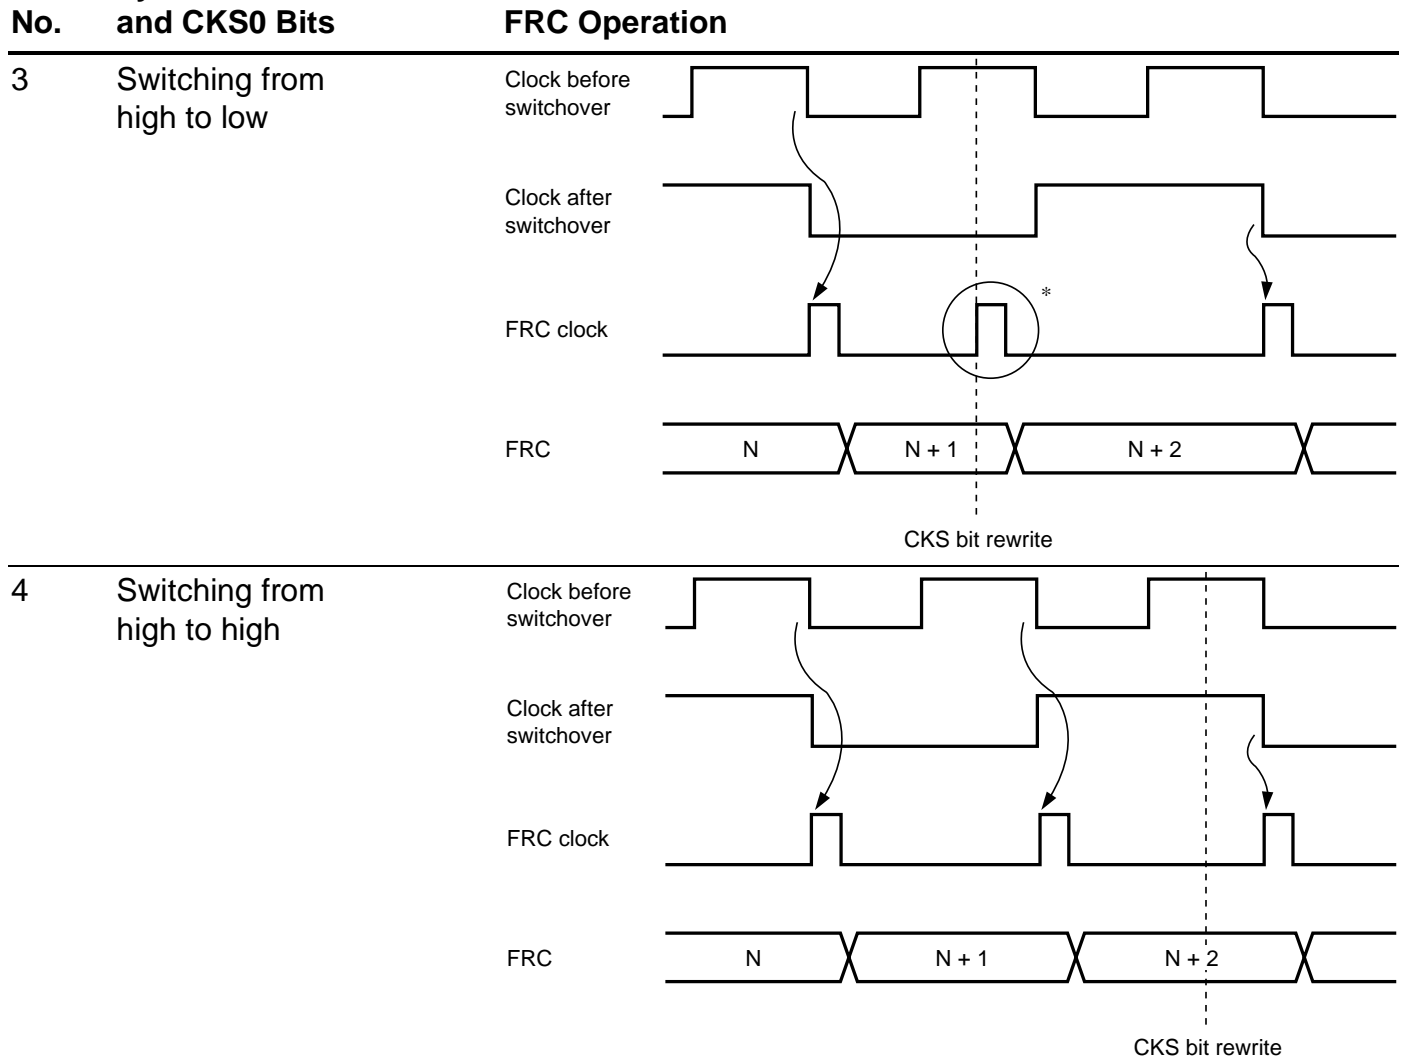 No. and CKS0 Bits FRC Operation
3 Switching from
high to low
Clock before
switchover
Clock after
switchover
*
FRC clock
FRC N N + 1 N + 2
CKS bit rewrite
4 Switching from
high to high
Clock before
switchover
Clock after
switchover
FRC clock
FRC N N + 1 N + 2
CKS bit rewrite